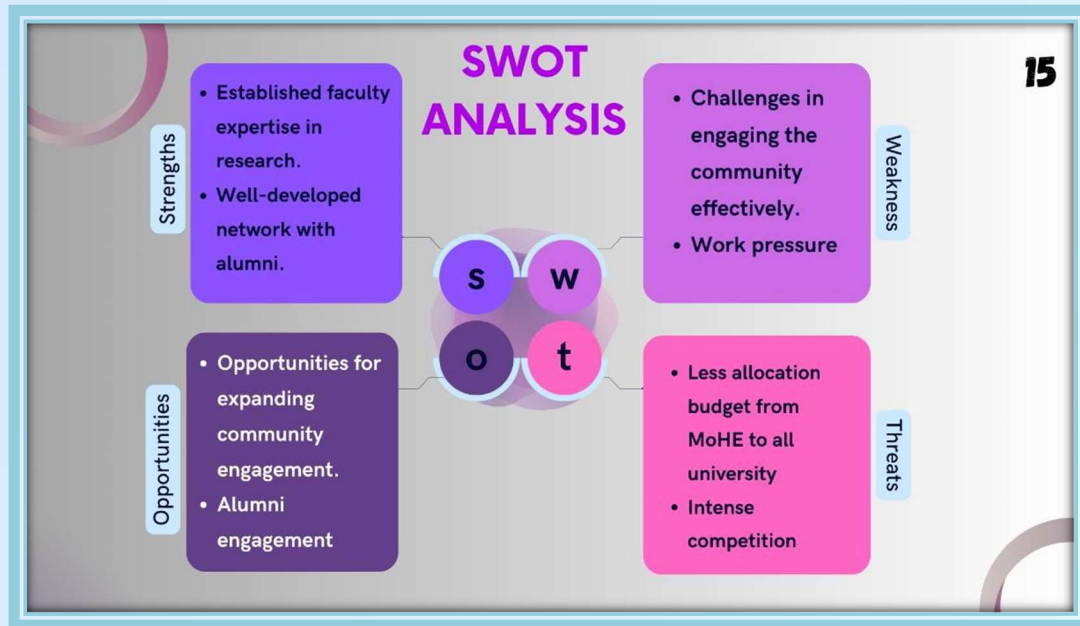 SWOT
ANALYSIS
15
Strengths
• Established faculty
expertise in
research.
• Well-developed
network with
alumni.
Weakness
• Challenges in
engaging the
community
effectively.
• Work pressure
s
w
o
t
Opportunities
• Opportunities for
expanding
community
engagement.
• Alumni
engagement
Threats
• Less allocation
budget from
MoHE to all
university
• Intense
competition